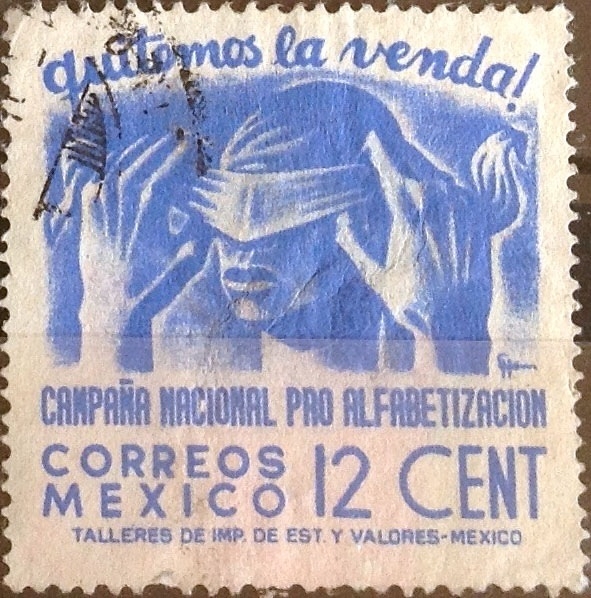 quitemos la venda!
CAMPAÑA NACIONAL PRO ALFABETIZACION
CORREOS
MEXICO
12 CENT
TALLERES DE IMP. DE EST. Y VALORES-MEXICO